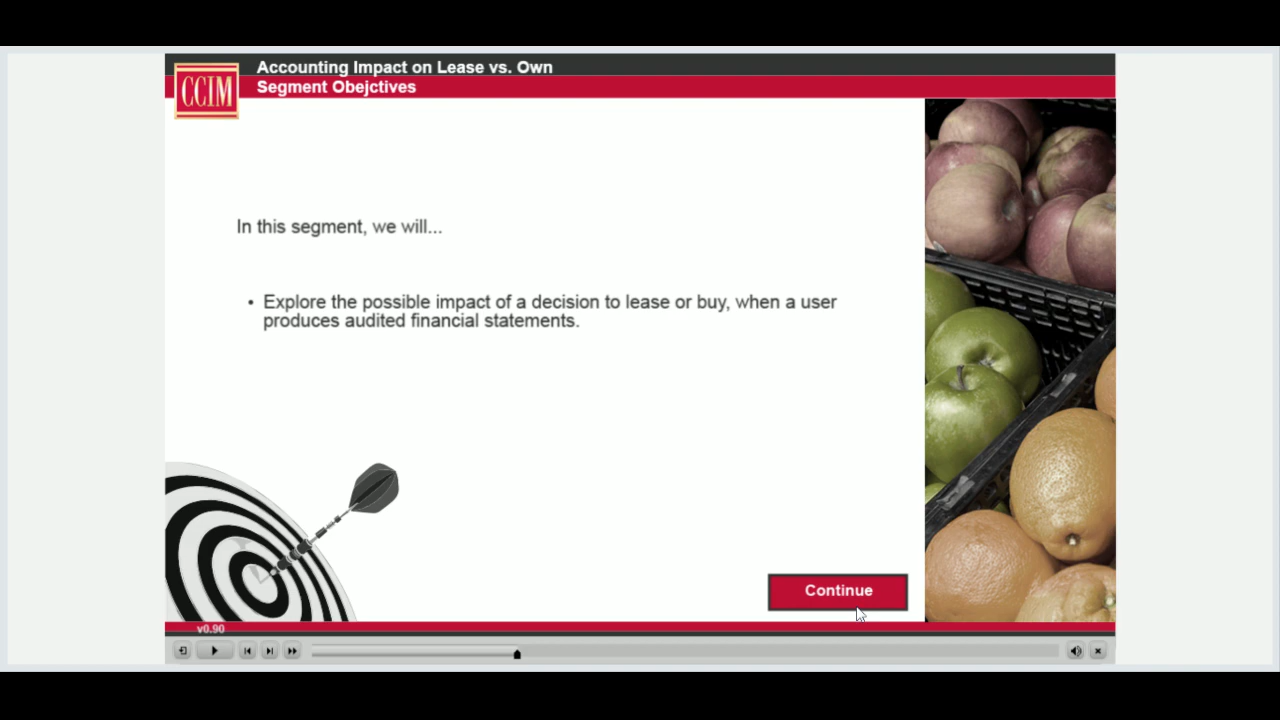 Accounting Impact on Lease vs. Own
CCIM
Segment Obejctives
In this segment, we will...
• Explore the possible impact of a decision to lease or buy, when a user
produces audited financial statements.
Continue
v0.90